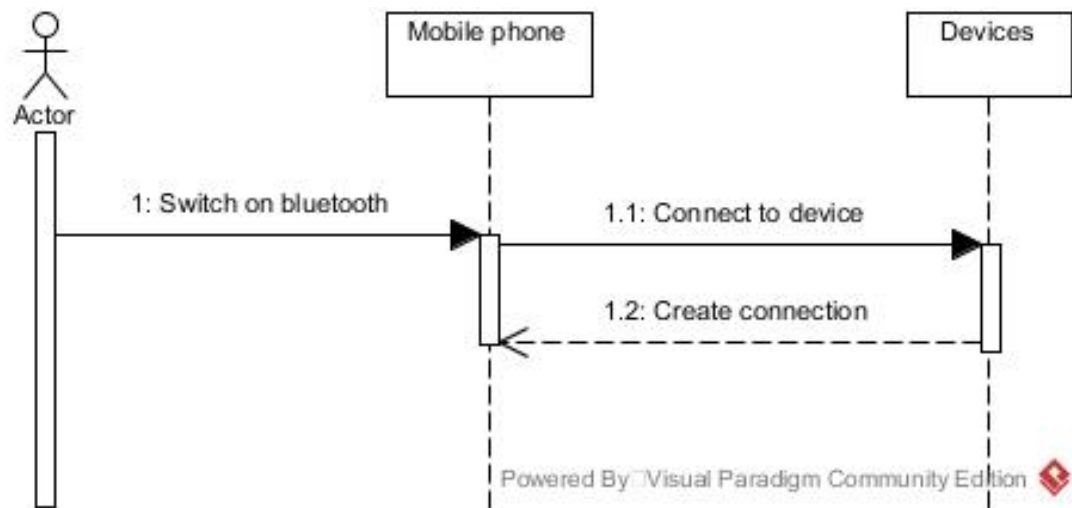 Mobile phone
Devices
Actor
1: Switch on bluetooth
1.1: Connect to device
1.2: Create connection
Powered By Visual Paradigm Community Edition